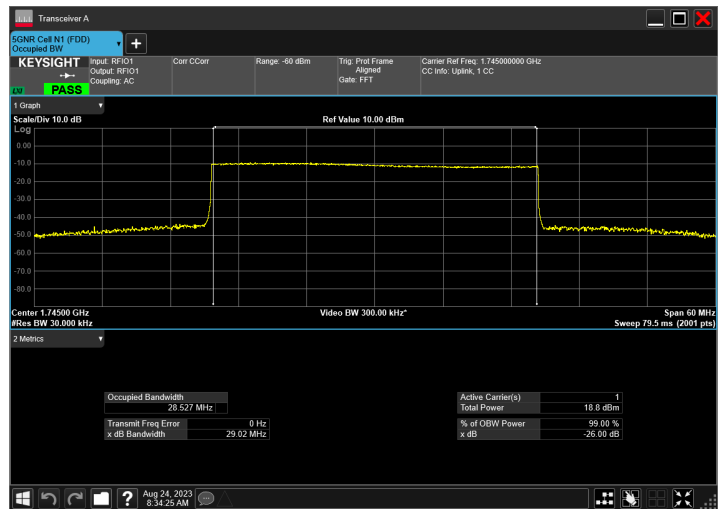 Transceiver A
5GNR Cell N1 (FDD)
Occupied BW
KEYSIGHT
Input: RFIO1
Output: RFIO1
Coupling: AC
Corr CCorr
Range: -60 dBm
Trig: Prot Frame
Aligned
Gate: FFT
Carrier Ref Freq: 1.745000000 GHz
CC Info: Uplink, 1 CC
LXI
PASS
1 Graph
Scale/Div 10.0 dB
Ref Value 10.00 dBm
Log
0.00
-10.0
-20.0
-30.0
-40.0
-50.0
-60.0
-70.0
-80.0
Center 1.74500 GHz
Video BW 300.00 kHz*
Span 60 MHz
#Res BW 30.000 kHz
Sweep 79.5 ms (2001 pts)
2 Metrics
Occupied Bandwidth
28.527 MHz
Transmit Freq Error 0 Hz
x dB Bandwidth 29.02 MHz
Active Carrier(s) 1
Total Power 18.8 dBm
% of OBW Power 99.00 %
x dB -26.00 dB
Aug 24, 2023
8:34:25 AM